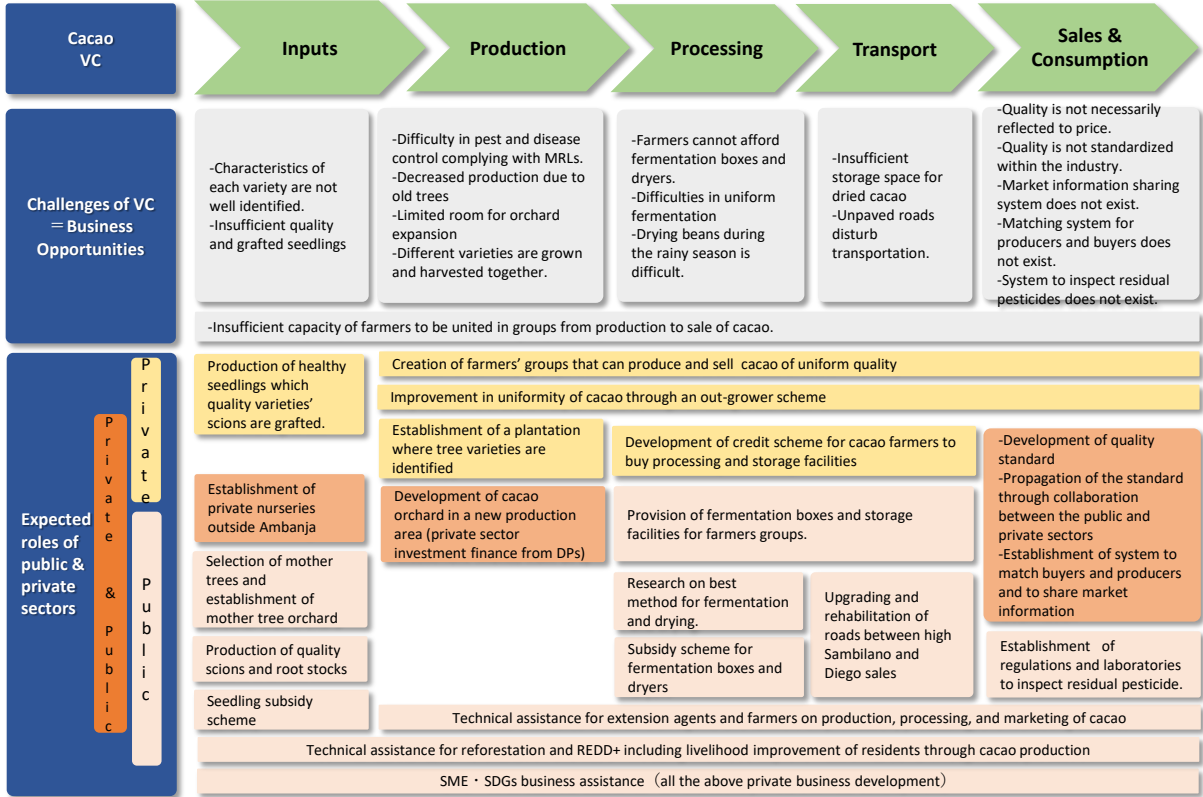 Cacao
VC
Inputs
Production
Processing
Transport
Sales &
Consumption
Challenges of VC
＝Business
Opportunities
-Characteristics of
each variety are not
well identified.
-Insufficient quality
and grafted seedlings
-Difficulty in pest and disease
control complying with MRLs.
-Decreased production due to
old trees
-Limited room for orchard
expansion
-Different varieties are grown
and harvested together.
-Farmers cannot afford
fermentation boxes and
dryers.
-Difficulties in uniform
fermentation
-Drying beans during
the rainy season is
difficult.
-Insufficient
storage space for
dried cacao
-Unpaved roads
disturb
transportation.
-Quality is not necessarily
reflected to price.
-Quality is not standardized
within the industry.
-Market information sharing
system does not exist.
-Matching system for
producers and buyers does
not exist.
-System to inspect residual
pesticides does not exist.
-Insufficient capacity of farmers to be united in groups from production to sale of cacao.
Expected
roles of
public &
private
sectors
Private & Public
Private
Public
Production of healthy
seedlings which
quality varieties’
scions are grafted.
Creation of farmers’ groups that can produce and sell cacao of uniform quality
Improvement in uniformity of cacao through an out-grower scheme
Establishment of a plantation
where tree varieties are
identified
Development of credit scheme for cacao farmers to
buy processing and storage facilities
-Development of quality
standard
-Propagation of the standard
through collaboration
between the public and
private sectors
-Establishment of system to
match buyers and producers
and to share market
information
Establishment of
private nurseries
outside Ambanja
Development of cacao
orchard in a new production
area (private sector
investment finance from DPs)
Provision of fermentation boxes and storage
facilities for farmers groups.
Selection of mother
trees and
establishment of
mother tree orchard
Research on best
method for fermentation
and drying.
Upgrading and
rehabilitation of
roads between high
Sambilano and
Diego sales
Production of quality
scions and root stocks
Subsidy scheme for
fermentation boxes and
dryers
Establishment of
regulations and laboratories
to inspect residual pesticide.
Seedling subsidy
scheme
Technical assistance for extension agents and farmers on production, processing, and marketing of cacao
Technical assistance for reforestation and REDD+ including livelihood improvement of residents through cacao production
SME・SDGs business assistance（all the above private business development）